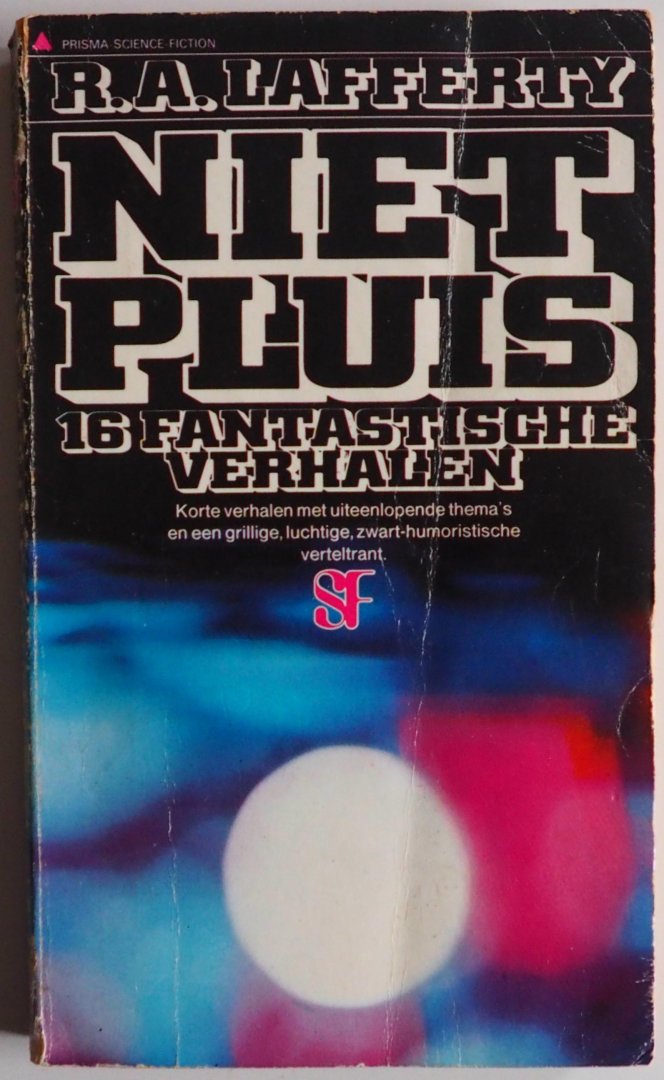 PRISMA SCIENCE-FICTION
R.A. LAFFERTY
NIET
PLUIS
16 FANTASTISCHE
VERHALEN
Korte verhalen met uiteenlopende thema's
en een grillige, luchtige, zwart-humoristische
verteltrant.
SF